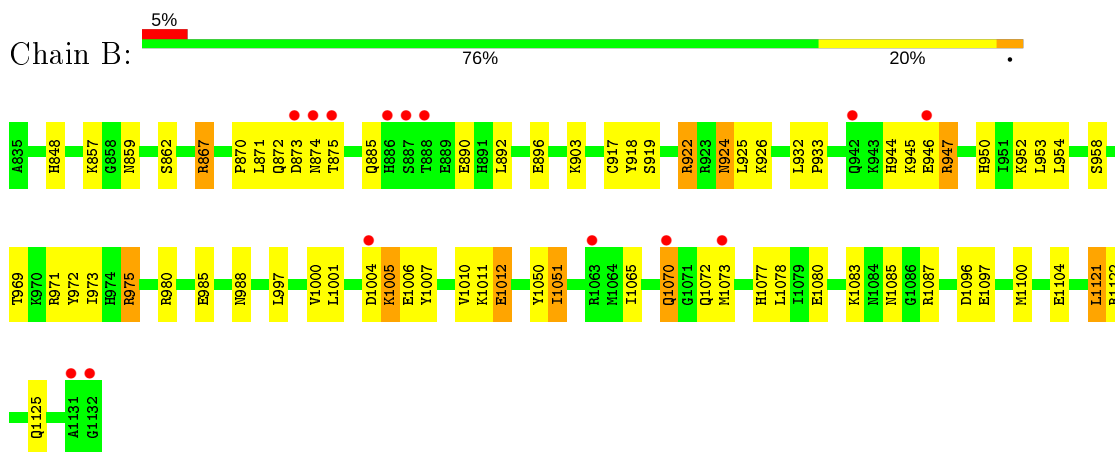 5%
Chain B:
76% 20% •
A835 H848 K857 G858 N859 S862 R867 P870 L871 Q872 D873 N874 T875 Q885 H886 S887 T888 E889 E890 H891 L892 E896 K903 C917 Y918 S919 R922 R923 N924 L925 K926 L932 P933 Q942 K943 H944 K945 E946 R947 H950 I951 K952 L953 L954 S958
T969 K970 R971 Y972 I973 H974 R975 R980 E985 N988 L997 V1000 L1001 D1004 K1005 E1006 Y1007 V1010 K1011 E1012 Y1050 I1051 R1063 M1064 I1065 Q1070 G1071 Q1072 M1073 H1077 L1078 I1079 E1080 K1083 N1084 N1085 G1086 R1087 D1096 E1097 M1100 E1104 L1121 R1122
Q1125 A1131 G1132